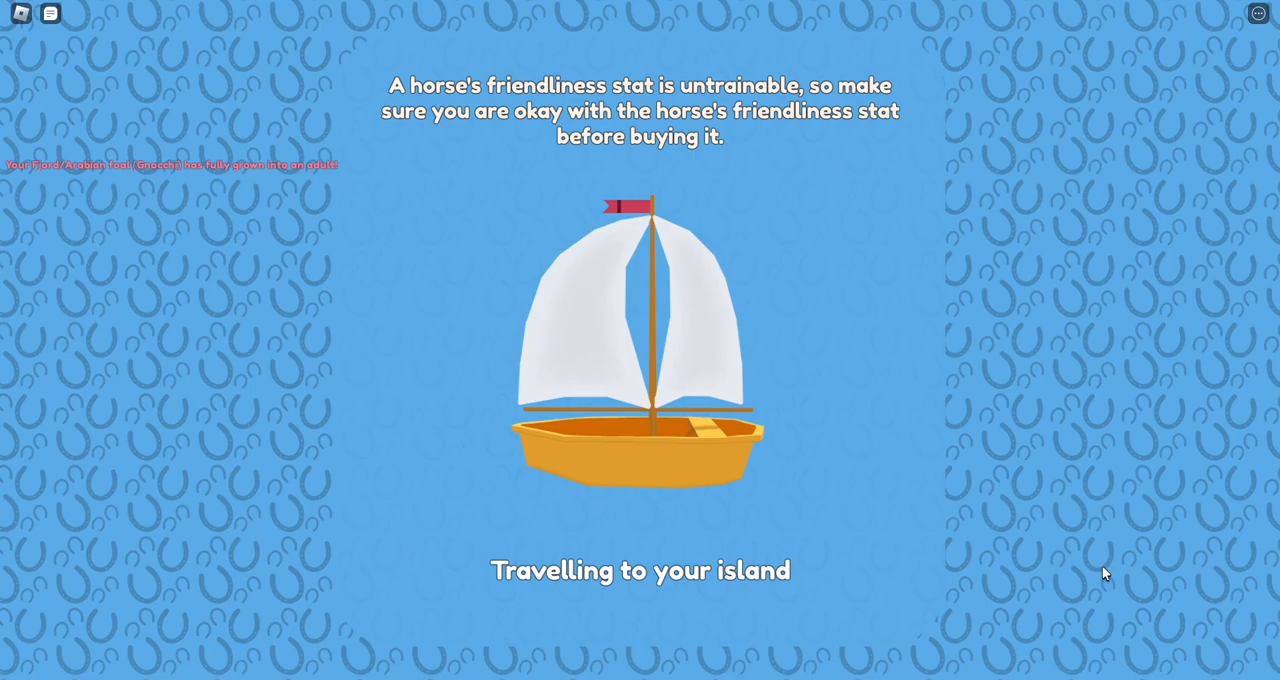 A horse's friendliness stat is untrainable, so make
sure you are okay with the horse's friendliness stat
before buying it.
Your Fjord/Arabian foal (Gnocchi) has fully grown into an adult!
Travelling to your island